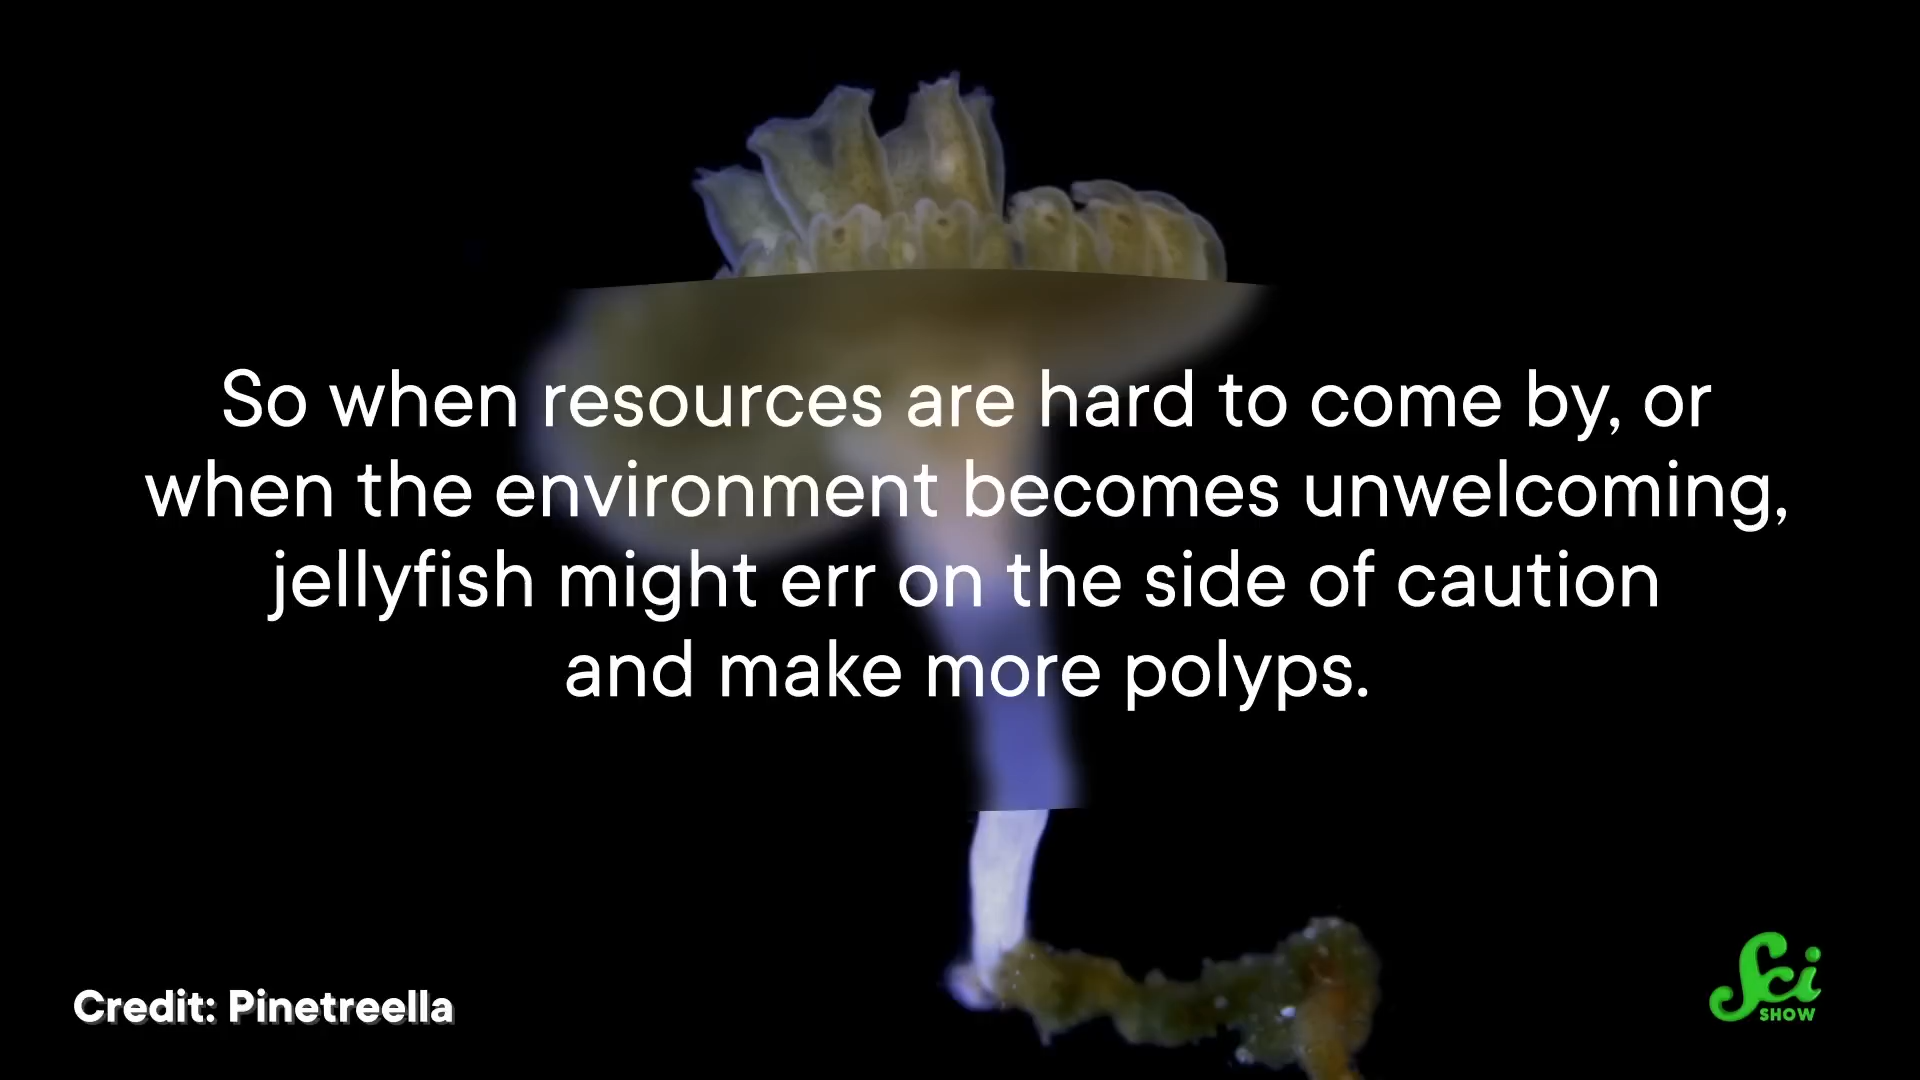 So when resources are hard to come by, or
when the environment becomes unwelcoming,
jellyfish might err on the side of caution
and make more polyps.
Credit: Pinetreella
Sci
SHOW